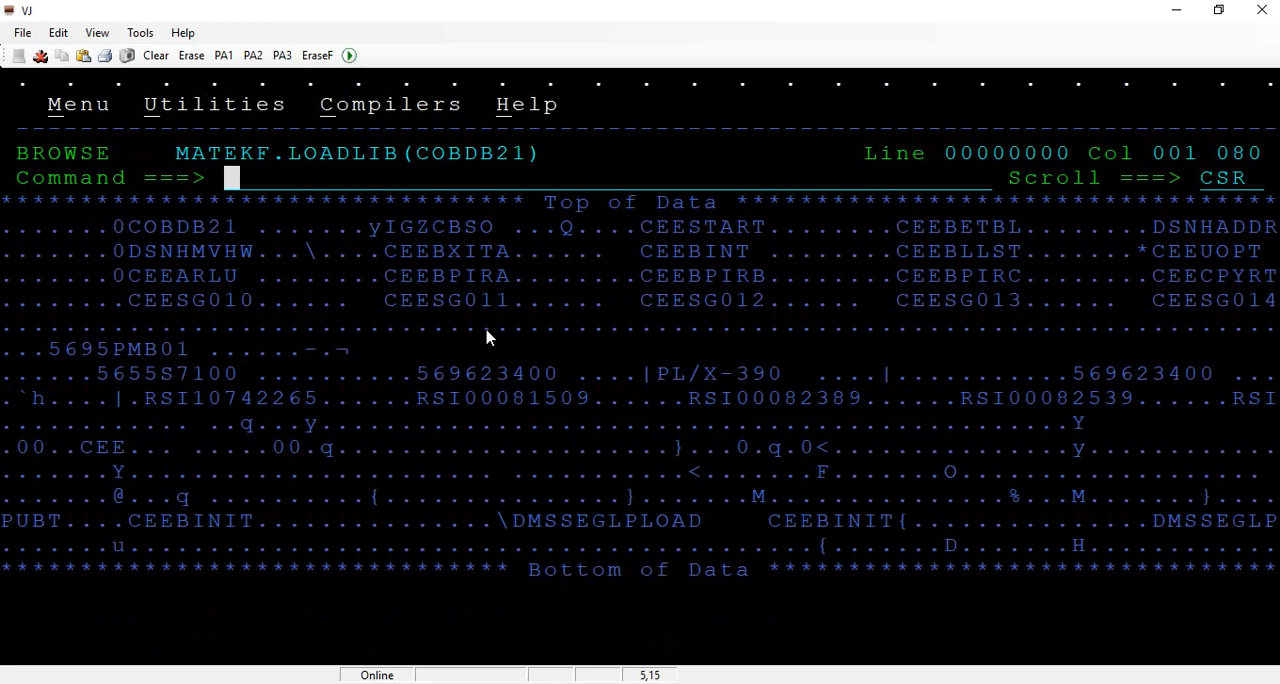 VJ
File Edit View Tools Help
Clear Erase PA1 PA2 PA3 EraseF
. . . . . . . . . . . . . . . . . . . . . . . . . . .
Menu Utilities Compilers Help
--------------------------------------------------------------------------------
BROWSE MATEKF.LOADLIB(COBDB21) Line 00000000 Col 001 080
Command ===> Scroll ===> CSR
********************************* Top of Data **********************************
.......0COBDB21 .......yIGZCBSO ...Q....CEESTART........CEEBETBL........DSNHADDR
.......0DSNHMVHW...\....CEEBXITA...... CEEBINT ........CEEBLLST.......*CEEUOPT
.......0CEEARLU ........CEEBPIRA........CEEBPIRB........CEEBPIRC........CEECPYRT
........CEESG010...... CEESG011...... CEESG012........CEESG013...... CEESG014
................................................................................
...5695PMB01 ......-.¬
......5655S7100 ..........569623400 ....|PL/X-390 ....|...........569623400 ...
.`h....|.RSI10742265......RSI00081509......RSI00082389......RSI00082539......RSI
............. ..q...y...............................................Y
.00..CEE... ......00.q.....................}...0.q.0<...............y............
.......Y...................................<.......F.......O...................
.......@...q ..........{...............}.......M...............%...M.......}....
PUBT....CEEBINIT...............\DMSSEGLPLOAD CEEBINIT{...............DMSSEGLP
.......u...........................................{.......D.......H............
******************************** Bottom of Data ********************************
Online 5,15